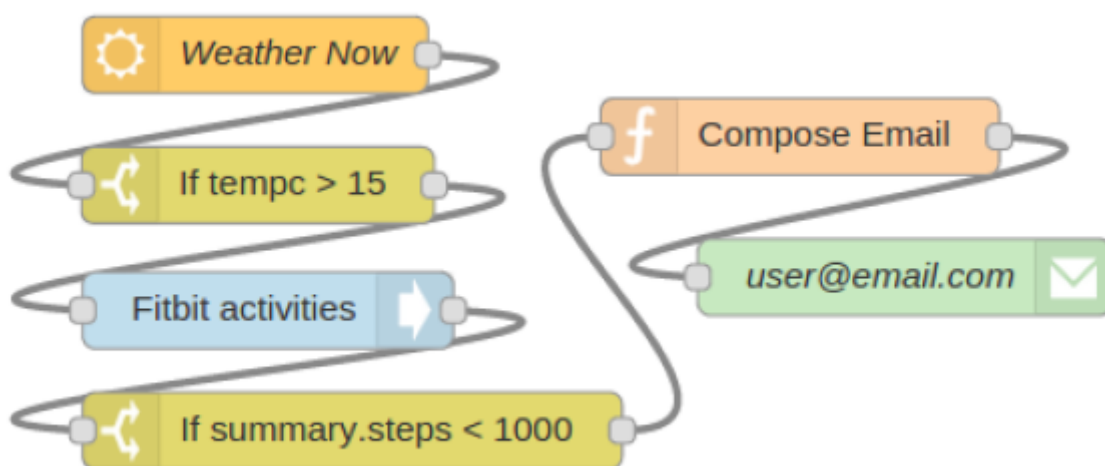 Weather Now
If tempc > 15
Fitbit activities
If summary.steps < 1000
Compose Email
user@email.com